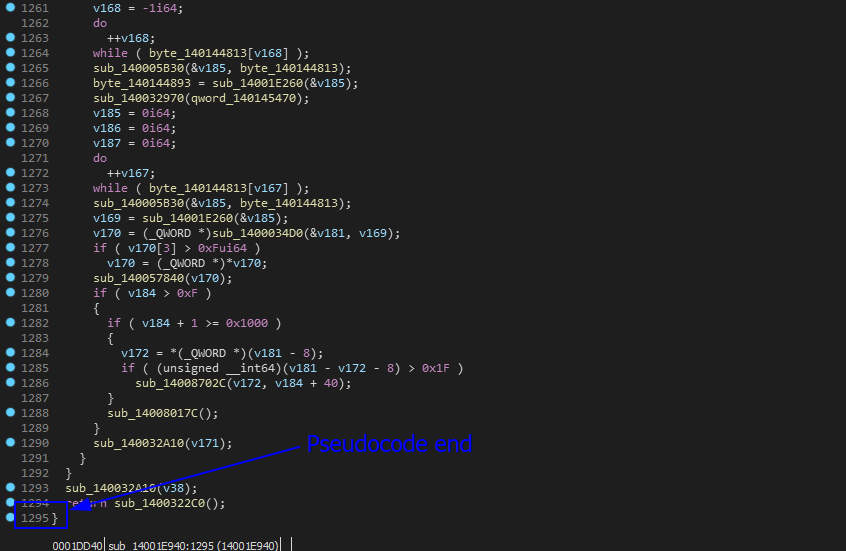 1261 v168 = -1i64;
1262 do
1263 ++v168;
1264 while ( byte_140144813[v168] );
1265 sub_140005B30(&v185, byte_140144813);
1266 byte_140144893 = sub_14001E260(&v185);
1267 sub_140032970(qword_140145470);
1268 v185 = 0i64;
1269 v186 = 0i64;
1270 v187 = 0i64;
1271 do
1272 ++v167;
1273 while ( byte_140144813[v167] );
1274 sub_140005B30(&v185, byte_140144813);
1275 v169 = sub_14001E260(&v185);
1276 v170 = (_QWORD *)sub_1400034D0(&v181, v169);
1277 if ( v170[3] > 0xFui64 )
1278 v170 = (_QWORD *)*v170;
1279 sub_140057840(v170);
1280 if ( v184 > 0xF )
1281 {
1282 if ( v184 + 1 >= 0x1000 )
1283 {
1284 v172 = *(_QWORD *)(v181 - 8);
1285 if ( (unsigned __int64)(v181 - v172 - 8) > 0x1F )
1286 sub_14008702C(v172, v184 + 40);
1287 }
1288 sub_14008017C();
1289 }
1290 sub_140032A10(v171);
Pseudocode end
1291 }
1292 }
1293 sub_140032A10(v38);
1294 return sub_1400322C0();
1295 }
0001DD40 sub_14001E940:1295 (14001E940)